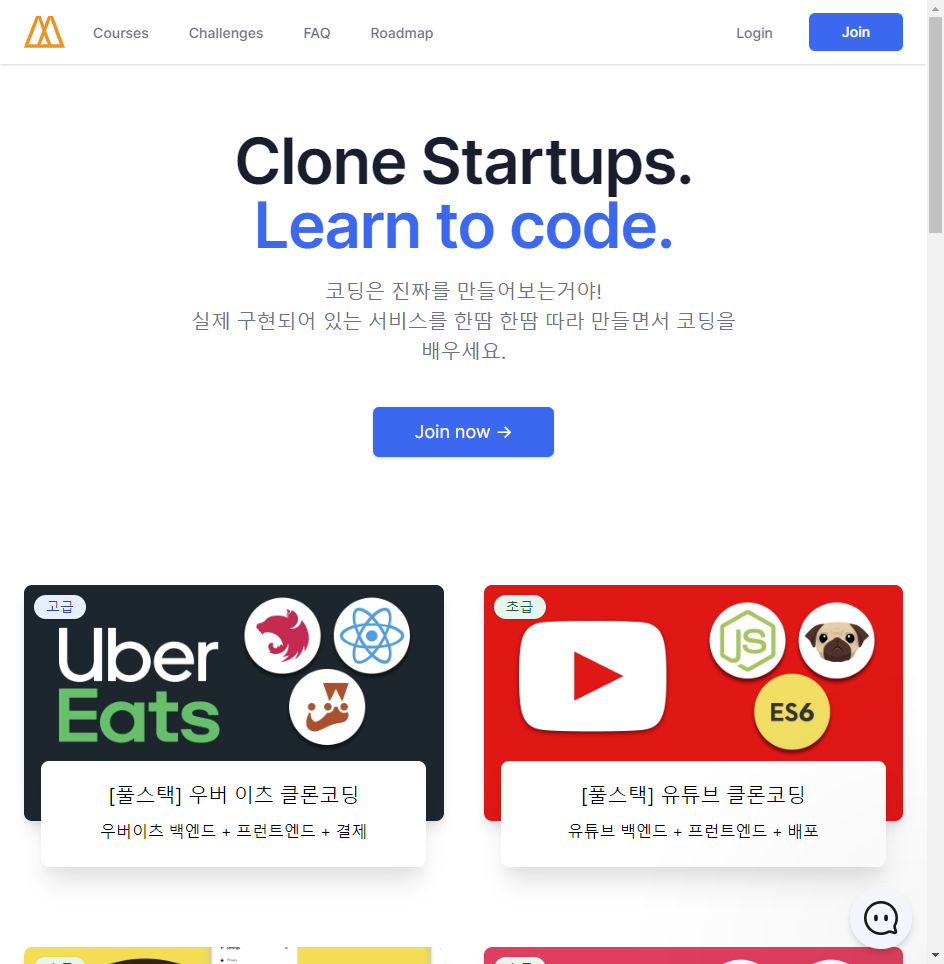 Courses
Challenges
FAQ
Roadmap
Login
Join
Clone Startups.
Learn to code.
코딩은 진짜를 만들어보는거야!
실제 구현되어 있는 서비스를 한땀 한땀 따라 만들면서 코딩을
배우세요.
Join now →
고급
Uber
Eats
[풀스택] 우버 이츠 클론코딩
우버이츠 백엔드 + 프런트엔드 + 결제
초급
JS
ES6
[풀스택] 유튜브 클론코딩
유튜브 백엔드 + 프런트엔드 + 배포